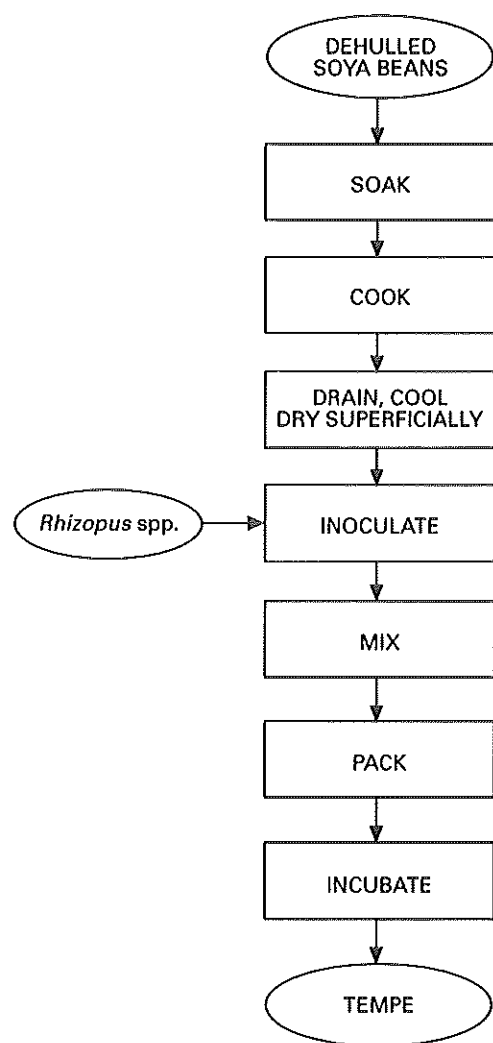 DEHULLED
SOYA BEANS
SOAK
COOK
DRAIN, COOL
DRY SUPERFICIALLY
Rhizopus spp.
INOCULATE
MIX
PACK
INCUBATE
TEMPE